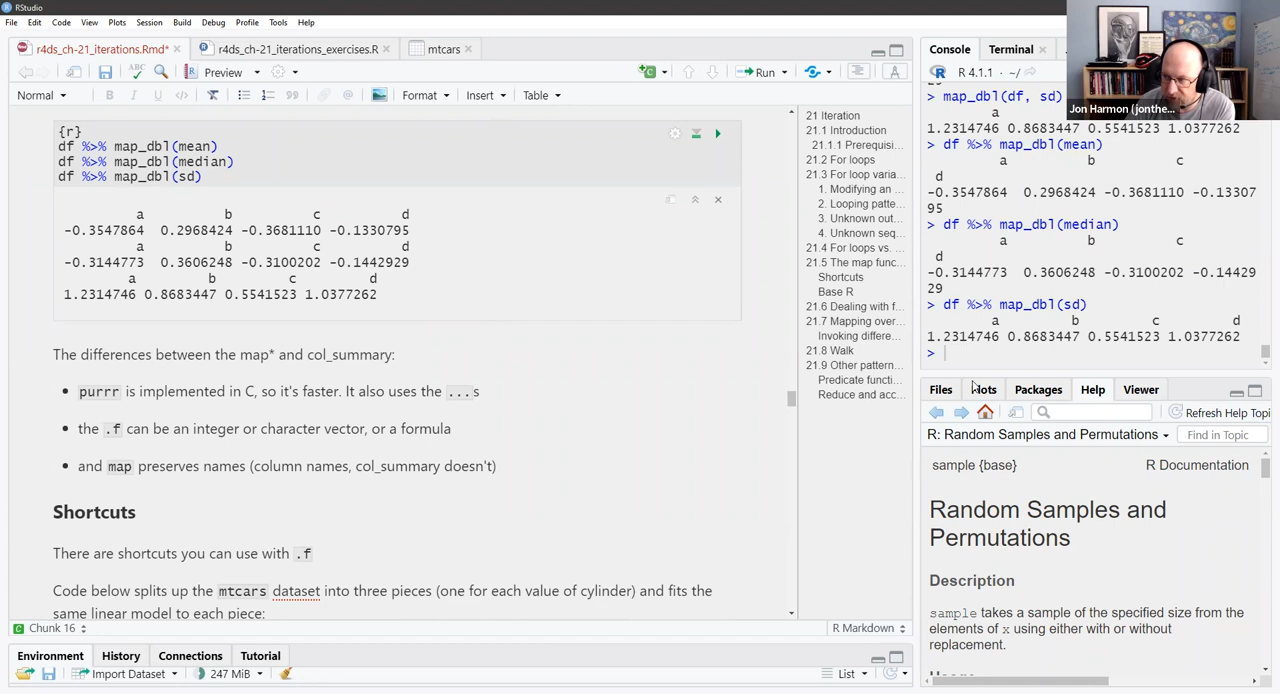 RStudio
File Edit Code View Plots Session Build Debug Profile Tools Help
r4ds_ch-21_iterations.Rmd* r4ds_ch-21_iterations_exercises.R mtcars
Preview Run
Normal B I U Format Insert Table
{r}
df %>% map_dbl(mean)
df %>% map_dbl(median)
df %>% map_dbl(sd)
a b c d
-0.3547864 0.2968424 -0.3681110 -0.1330795
a b c d
-0.3144773 0.3606248 -0.3100202 -0.1442929
a b c d
1.2314746 0.8683447 0.5541523 1.0377262
The differences between the map* and col_summary:
• purrr is implemented in C, so it's faster. It also uses the ...s
• the .f can be an integer or character vector, or a formula
• and map preserves names (column names, col_summary doesn't)
Shortcuts
There are shortcuts you can use with .f
Code below splits up the mtcars dataset into three pieces (one for each value of cylinder) and fits the
same linear model to each piece:
Chunk 16 R Markdown
21 Iteration
21.1 Introduction
21.1.1 Prerequisi...
21.2 For loops
21.3 For loop varia...
1. Modifying an ...
2. Looping patte...
3. Unknown out...
4. Unknown seq...
21.4 For loops vs. ...
21.5 The map func...
Shortcuts
Base R
21.6 Dealing with f...
21.7 Mapping over...
Invoking differe...
21.8 Walk
21.9 Other pattern...
Predicate functi...
Reduce and acc...
Environment History Connections Tutorial
Import Dataset 247 MiB List
Console Terminal
R 4.1.1 · ~/
Jon Harmon (jonthe...
> map_dbl(df, sd)
a
1.2314746 0.8683447 0.5541523 1.0377262
> df %>% map_dbl(mean)
a b c
d
-0.3547864 0.2968424 -0.3681110 -0.13307
95
> df %>% map_dbl(median)
a b c
d
-0.3144773 0.3606248 -0.3100202 -0.14429
29
> df %>% map_dbl(sd)
a b c d
1.2314746 0.8683447 0.5541523 1.0377262
>
Files Plots Packages Help Viewer
Refresh Help Topi
R: Random Samples and Permutations Find in Topic
sample {base} R Documentation
Random Samples and
Permutations
Description
sample takes a sample of the specified size from the
elements of x using either with or without
replacement.